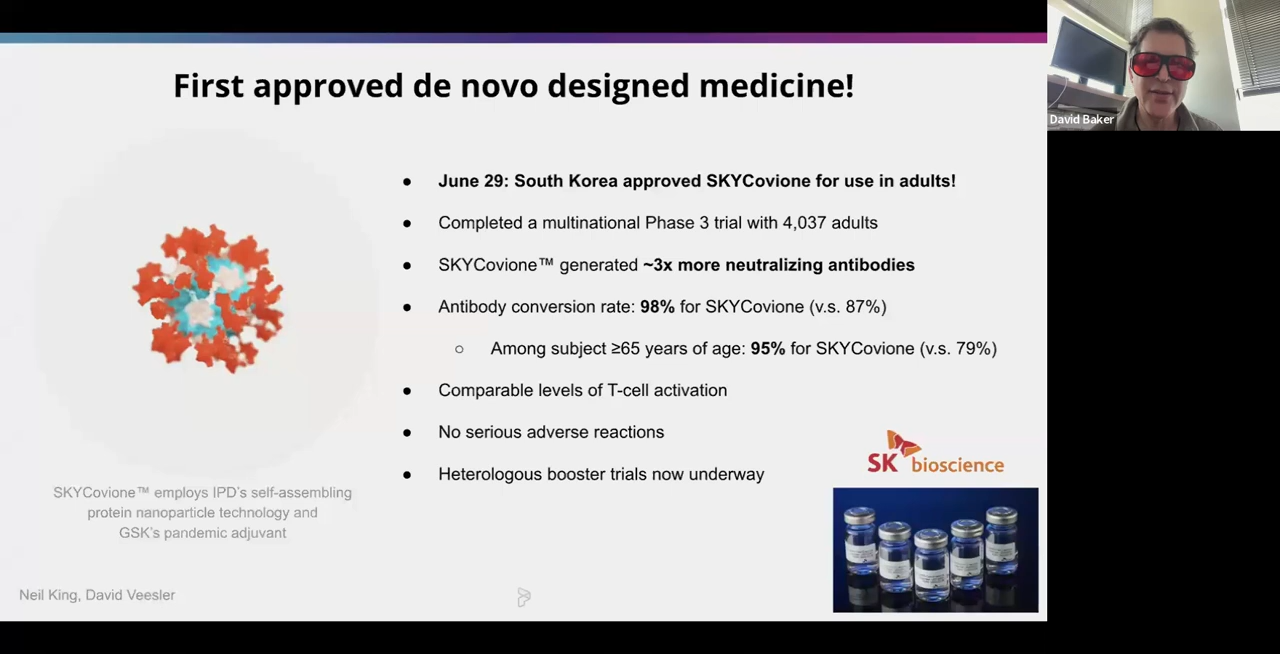 First approved de novo designed medicine!
David Baker
● June 29: South Korea approved SKYCovione for use in adults!
● Completed a multinational Phase 3 trial with 4,037 adults
● SKYCovione™ generated ~3x more neutralizing antibodies
● Antibody conversion rate: 98% for SKYCovione (v.s. 87%)
○ Among subject ≥65 years of age: 95% for SKYCovione (v.s. 79%)
● Comparable levels of T-cell activation
● No serious adverse reactions
● Heterologous booster trials now underway
SK bioscience
SKYCovione™ employs IPD's self-assembling
protein nanoparticle technology and
GSK's pandemic adjuvant
Neil King, David Veesler